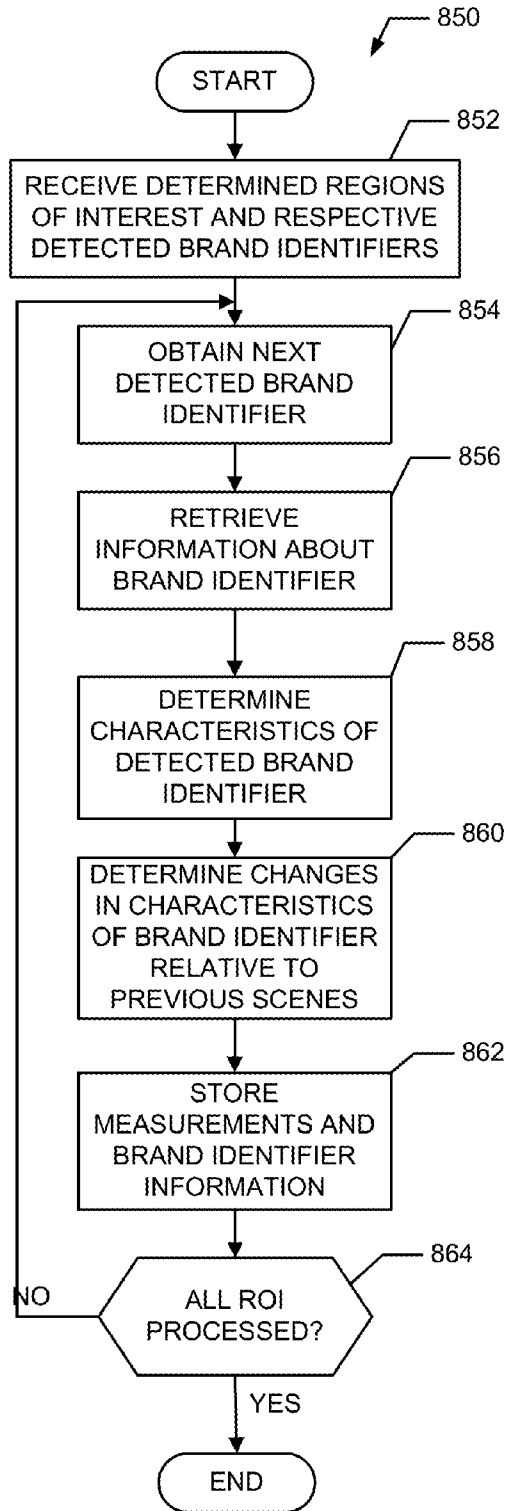 850
START
852
RECEIVE DETERMINED REGIONS
OF INTEREST AND RESPECTIVE
DETECTED BRAND IDENTIFIERS
854
OBTAIN NEXT
DETECTED BRAND
IDENTIFIER
856
RETRIEVE
INFORMATION ABOUT
BRAND IDENTIFIER
858
DETERMINE
CHARACTERISTICS OF
DETECTED BRAND
IDENTIFIER
860
DETERMINE CHANGES
IN CHARACTERISTICS
OF BRAND IDENTIFIER
RELATIVE TO
PREVIOUS SCENES
862
STORE
MEASUREMENTS AND
BRAND IDENTIFIER
INFORMATION
864
NO
ALL ROI
PROCESSED?
YES
END